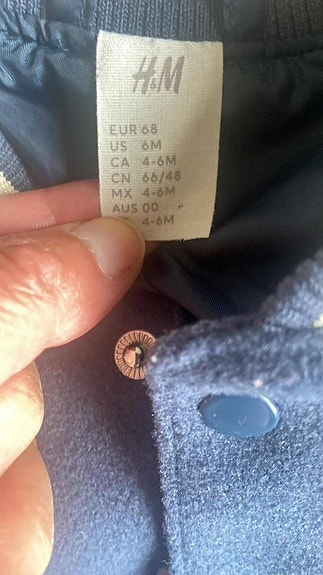 H&M
EUR 68
US 6M
CA 4-6M
CN 66/48
MX 4-6M
AUS 00 -
4-6M